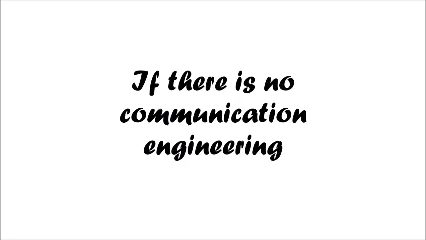 If there is no
communication
engineering